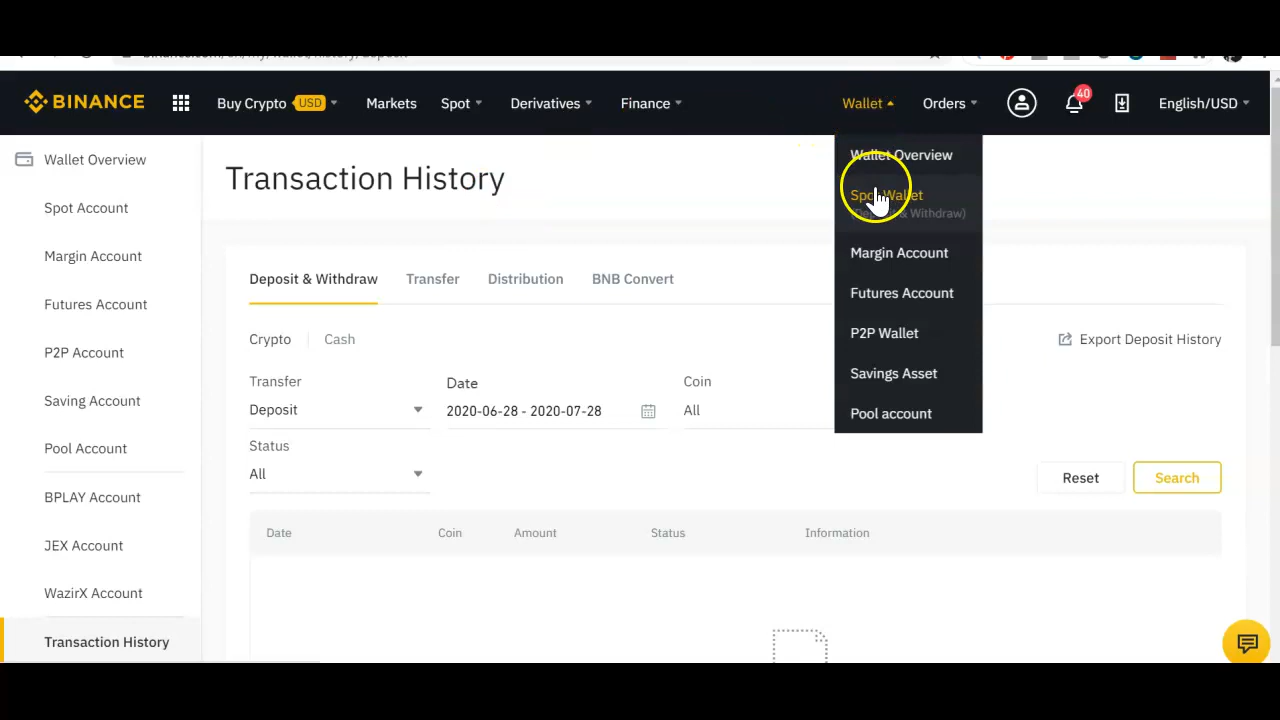 BINANCE
Buy Crypto USD
Markets
Spot
Derivatives
Finance
Wallet
Orders
40
English/USD
Wallet Overview
Spot Account
Margin Account
Futures Account
P2P Account
Saving Account
Pool Account
BPLAY Account
JEX Account
WazirX Account
Transaction History
Transaction History
Deposit & Withdraw
Transfer
Distribution
BNB Convert
Crypto
Cash
Export Deposit History
Transfer
Deposit
Date
2020-06-28 - 2020-07-28
Coin
All
Status
All
Reset
Search
Date
Coin
Amount
Status
Information
Wallet Overview
Spot Wallet
(Deposit & Withdraw)
Margin Account
Futures Account
P2P Wallet
Savings Asset
Pool account